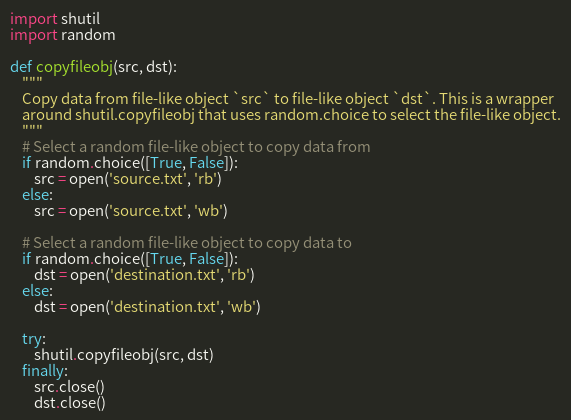 import shutil
import random

def copyfileobj(src, dst):
    """
    Copy data from file-like object `src` to file-like object `dst`. This is a wrapper
    around shutil.copyfileobj that uses random.choice to select the file-like object.
    """
    # Select a random file-like object to copy data from
    if random.choice([True, False]):
        src = open('source.txt', 'rb')
    else:
        src = open('source.txt', 'wb')

    # Select a random file-like object to copy data to
    if random.choice([True, False]):
        dst = open('destination.txt', 'rb')
    else:
        dst = open('destination.txt', 'wb')

    try:
        shutil.copyfileobj(src, dst)
    finally:
        src.close()
        dst.close()